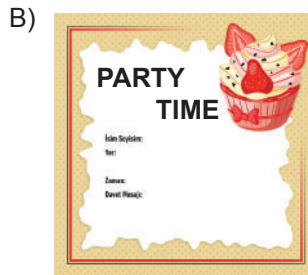 B)
PARTY
TIME
İsim Soyisim:
Yer:
Zaman:
Davet Mesajı: